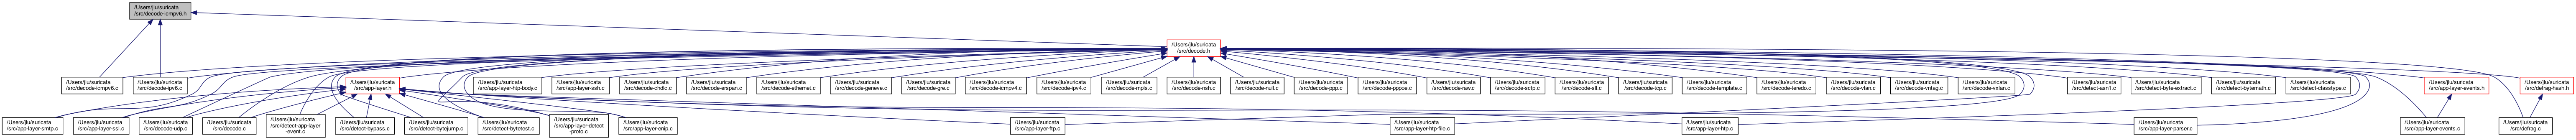 /Users/jlu/suricata
/src/decode-icmpv6.h
/Users/jlu/suricata
/src/decode.h
/Users/jlu/suricata
/src/decode-icmpv6.c
/Users/jlu/suricata
/src/decode-ipv6.c
/Users/jlu/suricata
/src/app-layer.h
/Users/jlu/suricata
/src/app-layer-htp-body.c
/Users/jlu/suricata
/src/app-layer-ssh.c
/Users/jlu/suricata
/src/decode-chdlc.c
/Users/jlu/suricata
/src/decode-erspan.c
/Users/jlu/suricata
/src/decode-ethernet.c
/Users/jlu/suricata
/src/decode-geneve.c
/Users/jlu/suricata
/src/decode-gre.c
/Users/jlu/suricata
/src/decode-icmpv4.c
/Users/jlu/suricata
/src/decode-ipv4.c
/Users/jlu/suricata
/src/decode-mpls.c
/Users/jlu/suricata
/src/decode-nsh.c
/Users/jlu/suricata
/src/decode-null.c
/Users/jlu/suricata
/src/decode-ppp.c
/Users/jlu/suricata
/src/decode-pppoe.c
/Users/jlu/suricata
/src/decode-raw.c
/Users/jlu/suricata
/src/decode-sctp.c
/Users/jlu/suricata
/src/decode-sll.c
/Users/jlu/suricata
/src/decode-tcp.c
/Users/jlu/suricata
/src/decode-template.c
/Users/jlu/suricata
/src/decode-teredo.c
/Users/jlu/suricata
/src/decode-vlan.c
/Users/jlu/suricata
/src/decode-vntag.c
/Users/jlu/suricata
/src/decode-vxlan.c
/Users/jlu/suricata
/src/detect-asn1.c
/Users/jlu/suricata
/src/detect-byte-extract.c
/Users/jlu/suricata
/src/detect-bytemath.c
/Users/jlu/suricata
/src/detect-classtype.c
/Users/jlu/suricata
/src/app-layer-events.h
/Users/jlu/suricata
/src/defrag-hash.h
/Users/jlu/suricata
/src/app-layer-smtp.c
/Users/jlu/suricata
/src/app-layer-ssl.c
/Users/jlu/suricata
/src/decode-udp.c
/Users/jlu/suricata
/src/decode.c
/Users/jlu/suricata
/src/detect-app-layer
-event.c
/Users/jlu/suricata
/src/detect-bypass.c
/Users/jlu/suricata
/src/detect-bytejump.c
/Users/jlu/suricata
/src/detect-bytetest.c
/Users/jlu/suricata
/src/app-layer-detect
-proto.c
/Users/jlu/suricata
/src/app-layer-enip.c
/Users/jlu/suricata
/src/app-layer-ftp.c
/Users/jlu/suricata
/src/app-layer-htp-file.c
/Users/jlu/suricata
/src/app-layer-htp.c
/Users/jlu/suricata
/src/app-layer-parser.c
/Users/jlu/suricata
/src/app-layer-events.c
/Users/jlu/suricata
/src/defrag.c